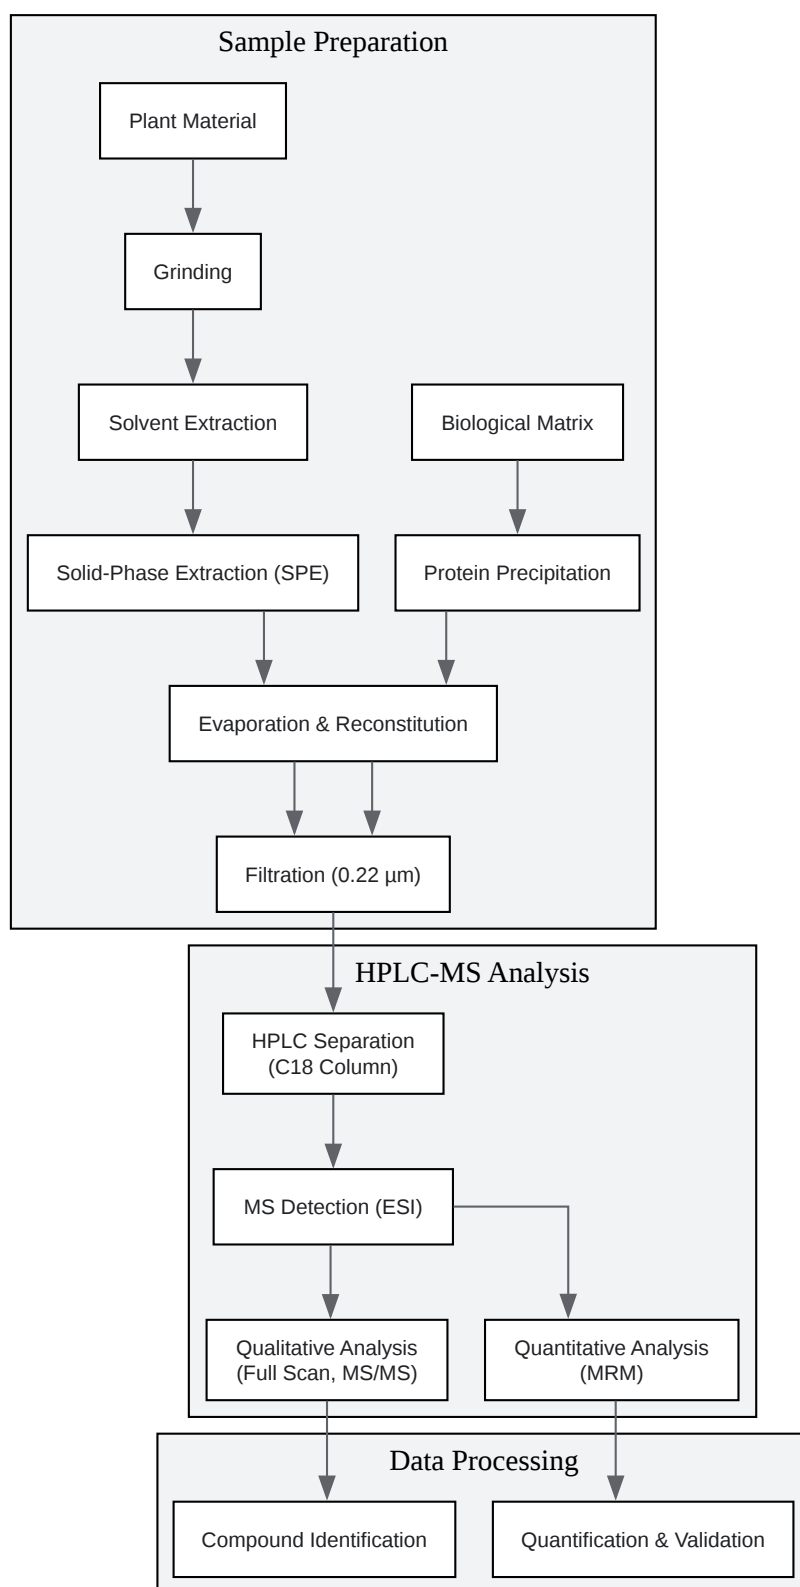 Sample Preparation
Plant Material
Grinding
Solvent Extraction
Biological Matrix
Solid-Phase Extraction (SPE)
Protein Precipitation
Evaporation & Reconstitution
Filtration (0.22 µm)
HPLC-MS Analysis
HPLC Separation
(C18 Column)
MS Detection (ESI)
Qualitative Analysis
(Full Scan, MS/MS)
Quantitative Analysis
(MRM)
Data Processing
Compound Identification
Quantification & Validation